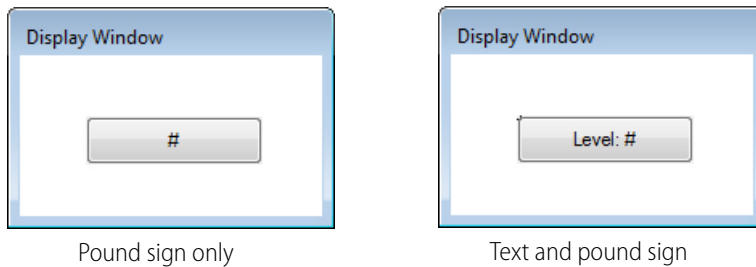 Display Window
#
Pound sign only
Display Window
Level: #
Text and pound sign